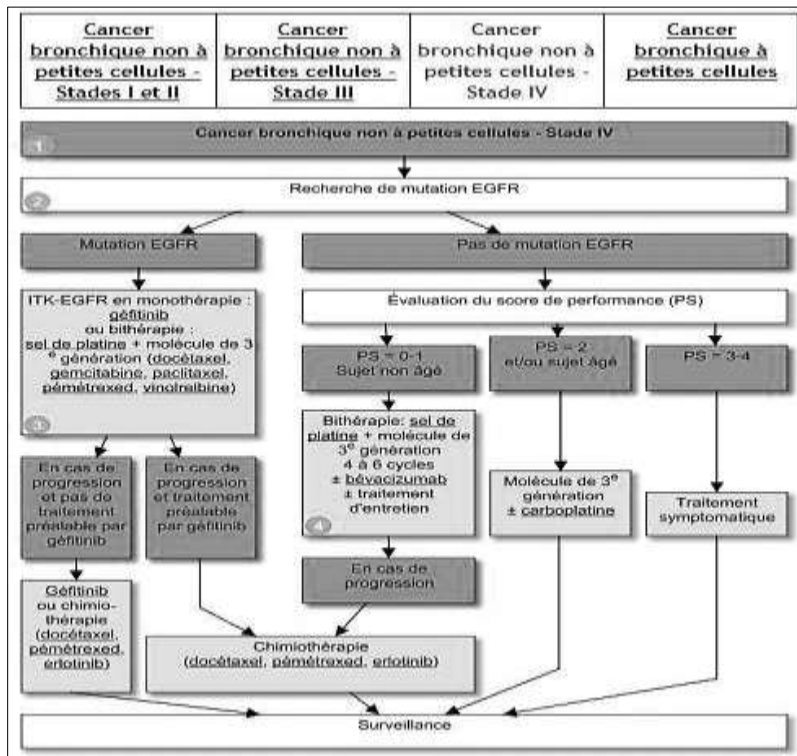 Cancer
bronchique non à
petites cellules -
Stades I et II
Cancer
bronchique non à
petites cellules -
Stade III
Cancer
bronchique non à
petites cellules -
Stade IV
Cancer
bronchique à
petites cellules
1
Cancer bronchique non à petites cellules - Stade IV
2
Recherche de mutation EGFR
Mutation EGFR
Pas de mutation EGFR
ITK-EGFR en monothérapie :
géfitinib
ou bithérapie :
sel de platine + molécule de 3
e génération (docétaxel,
gemcitabine, paclitaxel,
pémétrexed, vinolreibine)
3
Évaluation du score de performance (PS)
PS = 0-1
Sujet non âgé
PS = 2
et/ou sujet âgé
PS = 3-4
Bithérapie: sel de
platine + molécule de
3e génération
4 à 6 cycles
± bévacizumab
± traitement
d'entretien
4
En cas de
progression
et pas de
traitement
préalable par
géfitinib
En cas de
progression
et traitement
préalable
par géfitinib
Molécule de 3e
génération
± carboplatine
Traitement
symptomatique
En cas de
progression
Géfitinib
ou chimio-
thérapie
(docétaxel,
pémétrexed,
erlotinib)
Chimiothérapie
(docétaxel, pémétrexed, erlotinib)
Surveillance